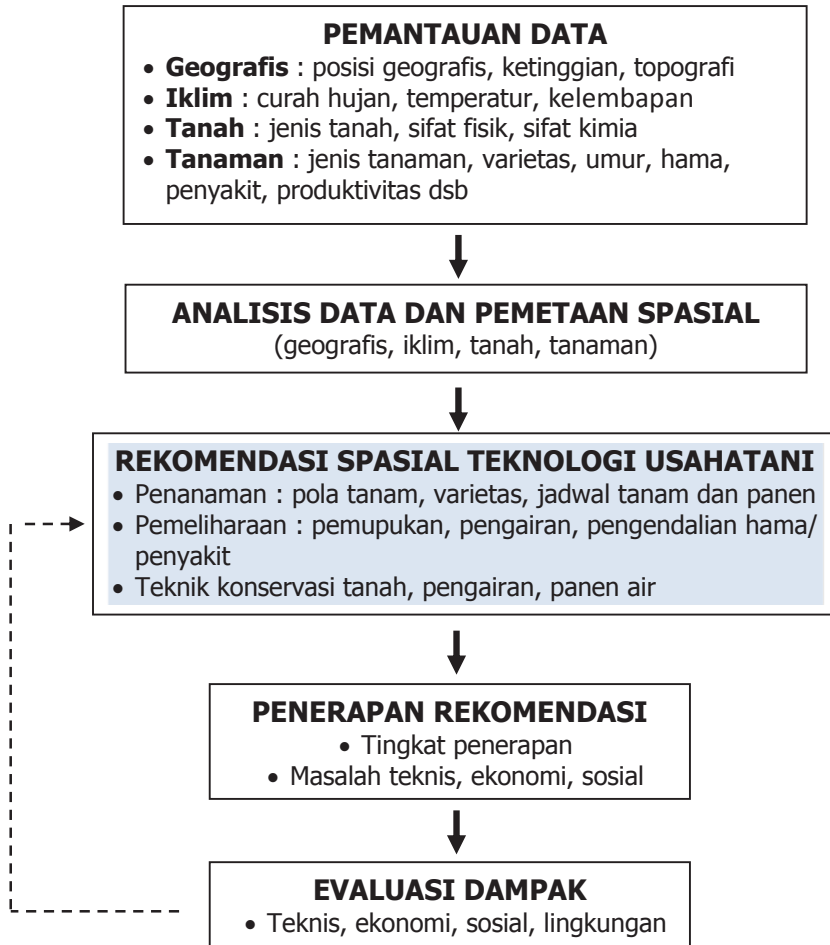 PEMANTAUAN DATA
• Geografis : posisi geografis, ketinggian, topografi
• Iklim : curah hujan, temperatur, kelembapan
• Tanah : jenis tanah, sifat fisik, sifat kimia
• Tanaman : jenis tanaman, varietas, umur, hama,
penyakit, produktivitas dsb
ANALISIS DATA DAN PEMETAAN SPASIAL
(geografis, iklim, tanah, tanaman)
REKOMENDASI SPASIAL TEKNOLOGI USAHATANI
• Penanaman : pola tanam, varietas, jadwal tanam dan panen
• Pemeliharaan : pemupukan, pengairan, pengendalian hama/
penyakit
• Teknik konservasi tanah, pengairan, panen air
PENERAPAN REKOMENDASI
• Tingkat penerapan
• Masalah teknis, ekonomi, sosial
EVALUASI DAMPAK
• Teknis, ekonomi, sosial, lingkungan